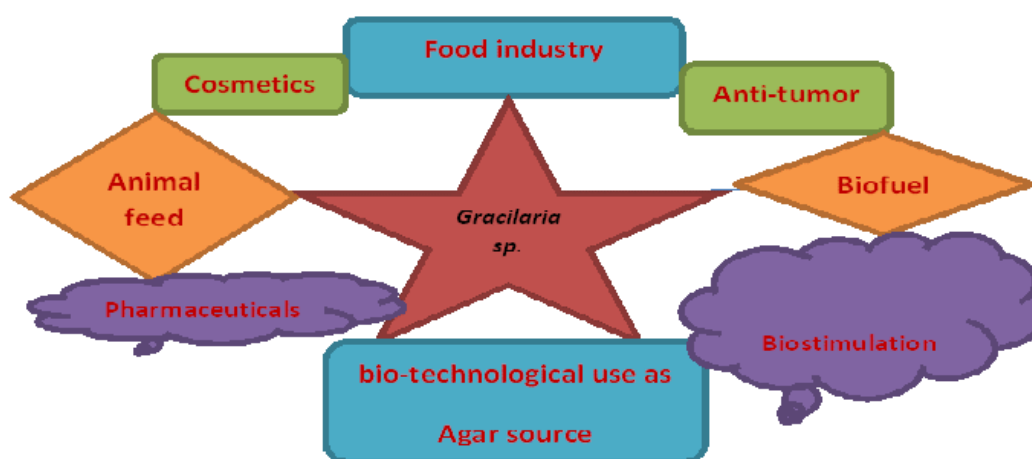 Food industry
Cosmetics
Anti-tumor
Animal
feed
Gracilaria
sp.
Biofuel
Pharmaceuticals
Biostimulation
bio-technological use as
Agar source